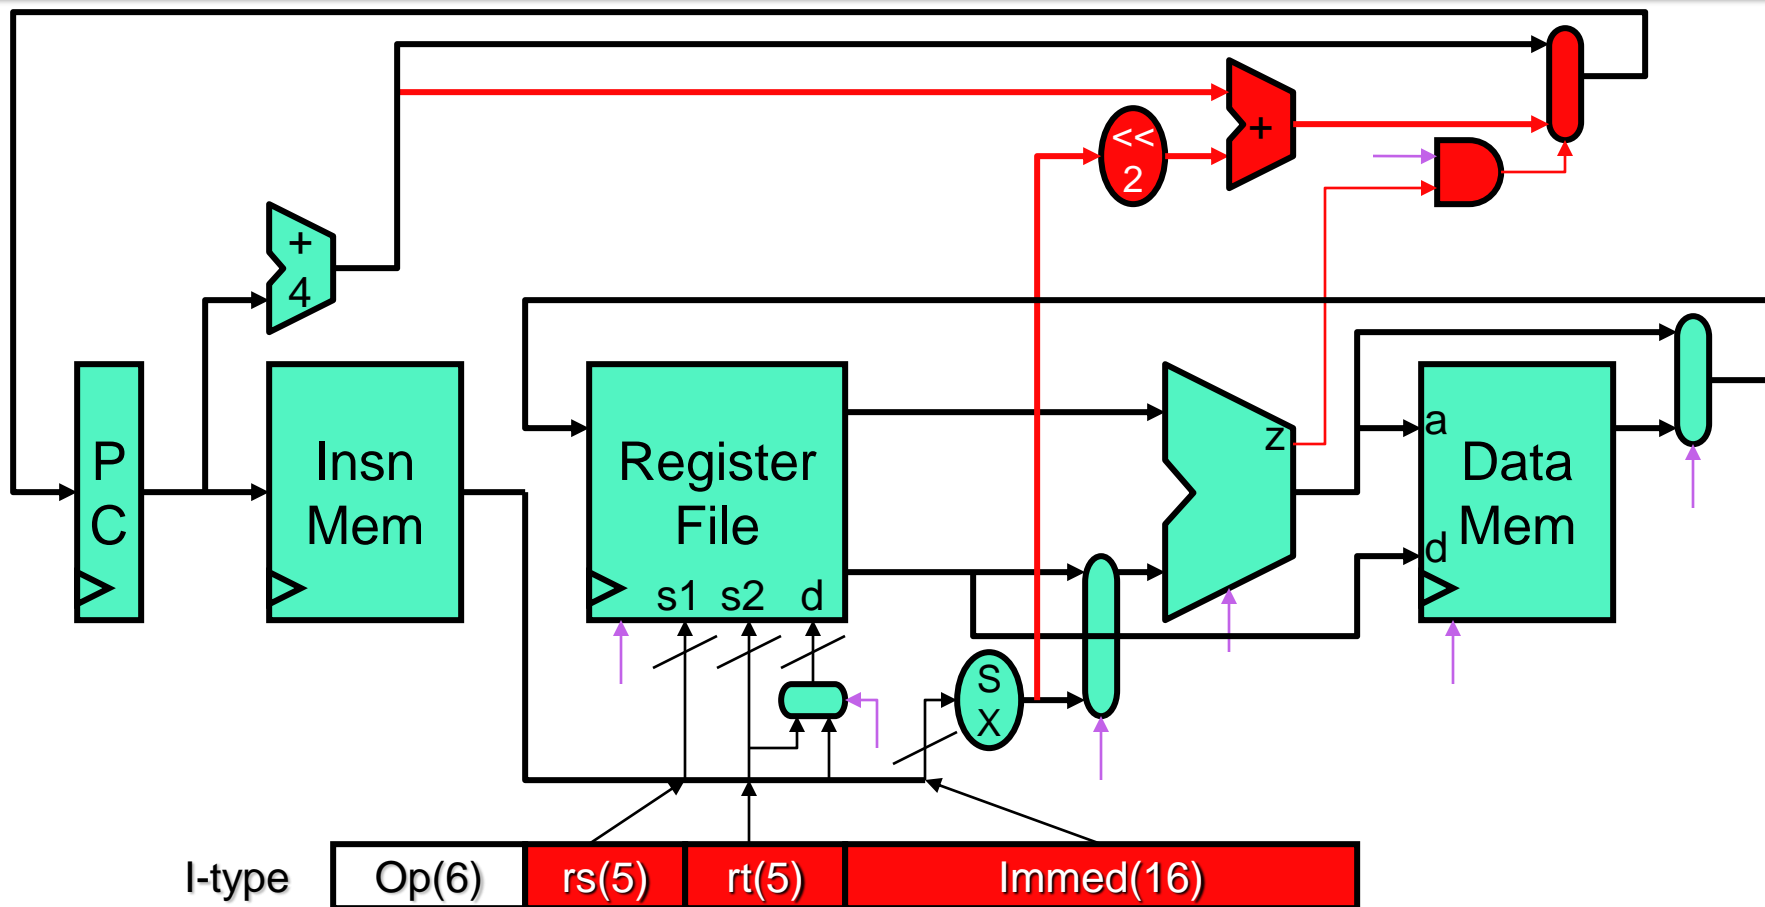 <<
2
+
+
4
P
C
Insn
Mem
Register
File
s1 s2 d
z
a
Data
Mem
d
S
X
I-type Op(6) rs(5) rt(5) Immed(16)